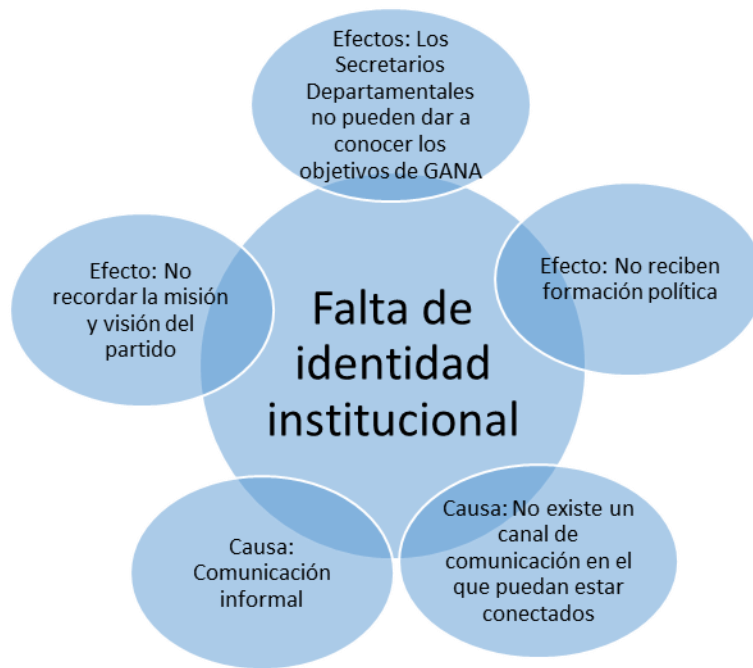 Efectos: Los
Secretarios
Departamentales
no pueden dar a
conocer los
objetivos de GANA
Efecto: No
recordar la misión
y visión del
partido
Efecto: No reciben
formación política
Falta de
identidad
institucional
Causa:
Comunicación
informal
Causa: No existe un
canal de
comunicación en el
que puedan estar
conectados